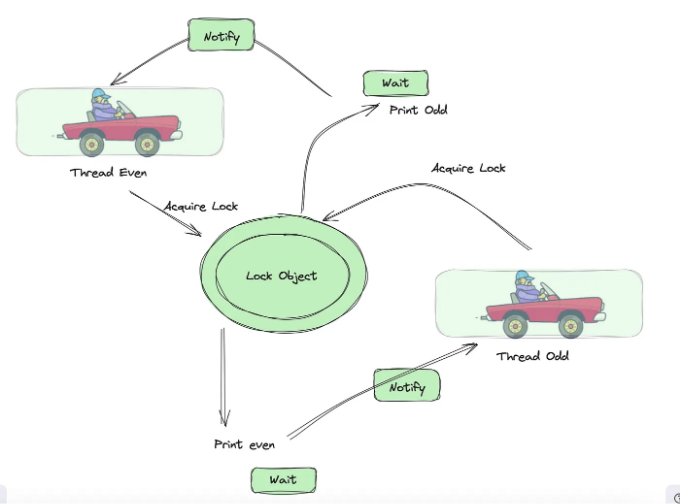 Notify
Wait
Print Odd
Acquire Lock
Thread Even
Acquire Lock
Lock Object
Thread Odd
Notify
Print even
Wait